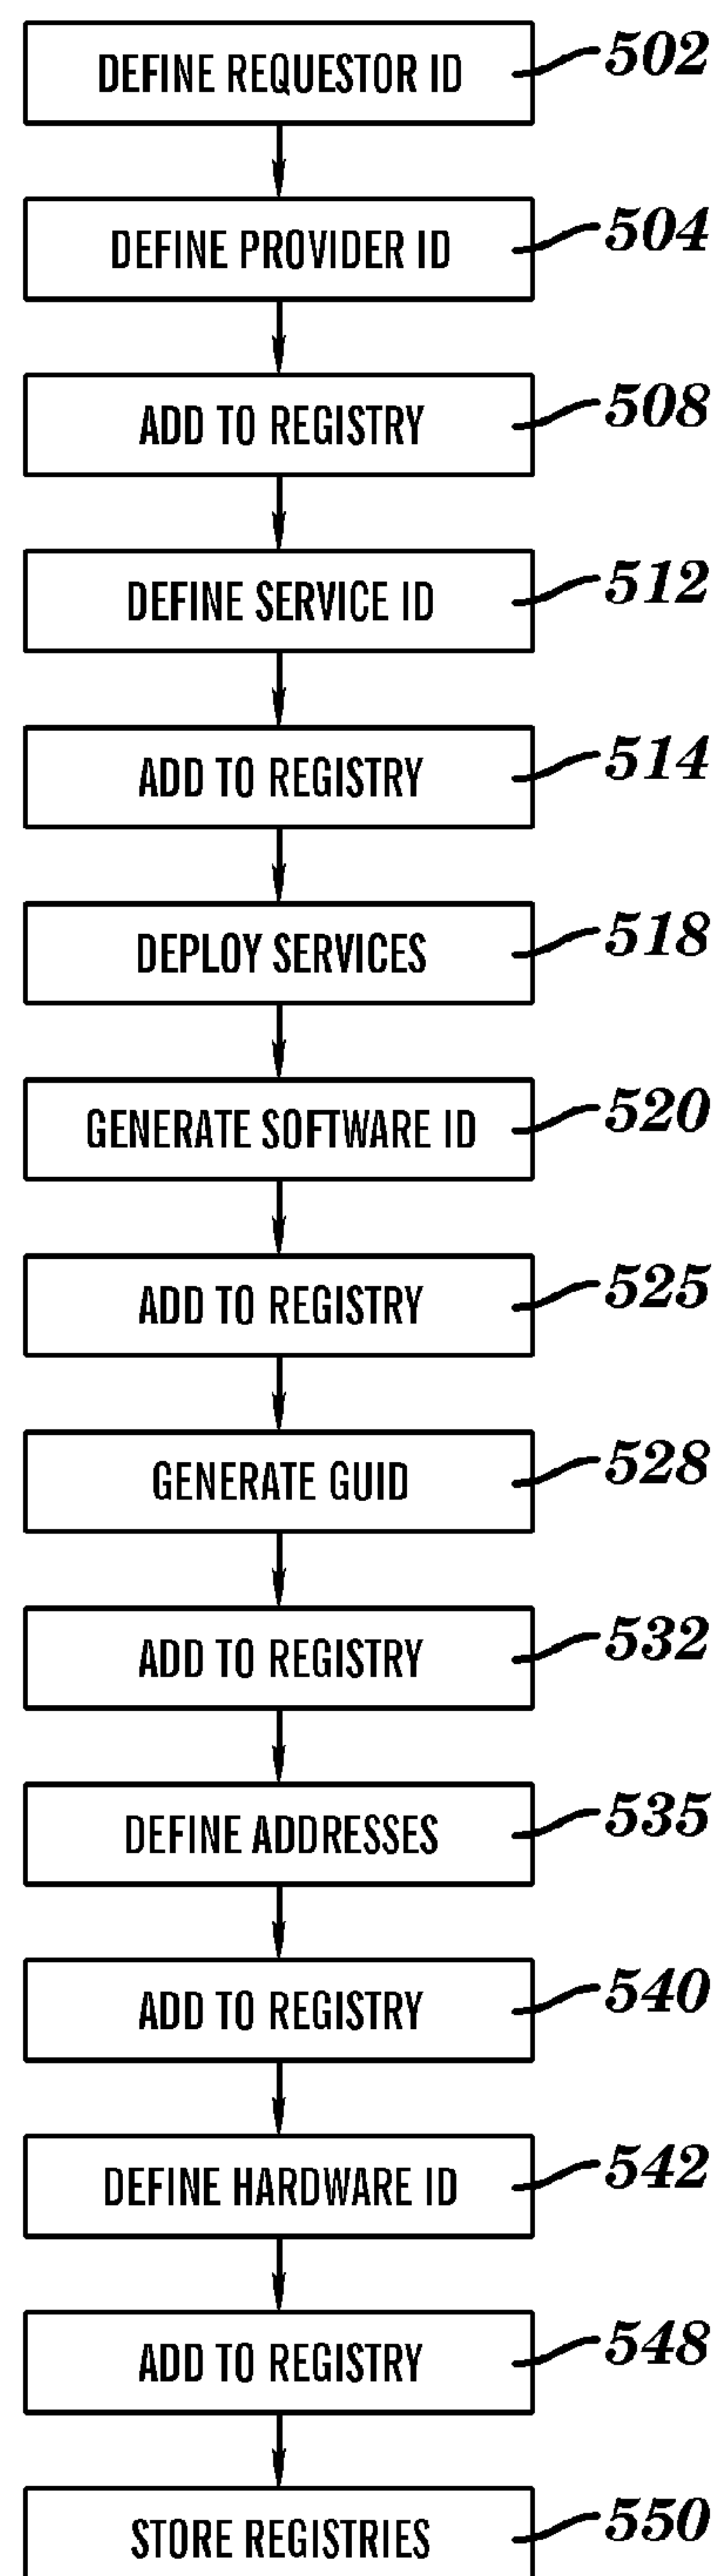 DEFINE REQUESTOR ID 502
DEFINE PROVIDER ID 504
ADD TO REGISTRY 508
DEFINE SERVICE ID 512
ADD TO REGISTRY 514
DEPLOY SERVICES 518
GENERATE SOFTWARE ID 520
ADD TO REGISTRY 525
GENERATE GUID 528
ADD TO REGISTRY 532
DEFINE ADDRESSES 535
ADD TO REGISTRY 540
DEFINE HARDWARE ID 542
ADD TO REGISTRY 548
STORE REGISTRIES 550